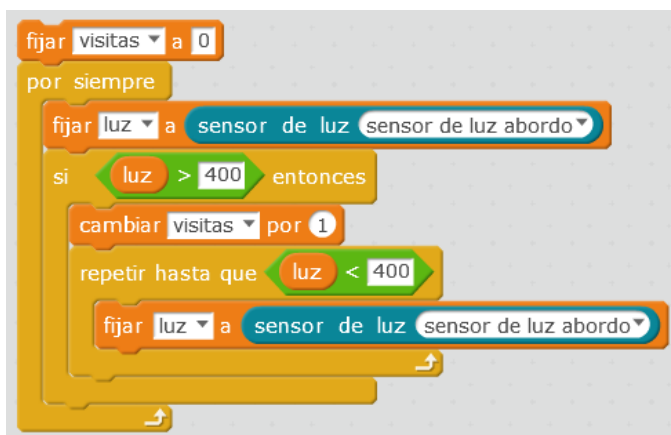 fijar visitas a 0
por siempre
fijar luz a sensor de luz sensor de luz abordo
si luz > 400 entonces
cambiar visitas por 1
repetir hasta que luz < 400
fijar luz a sensor de luz sensor de luz abordo